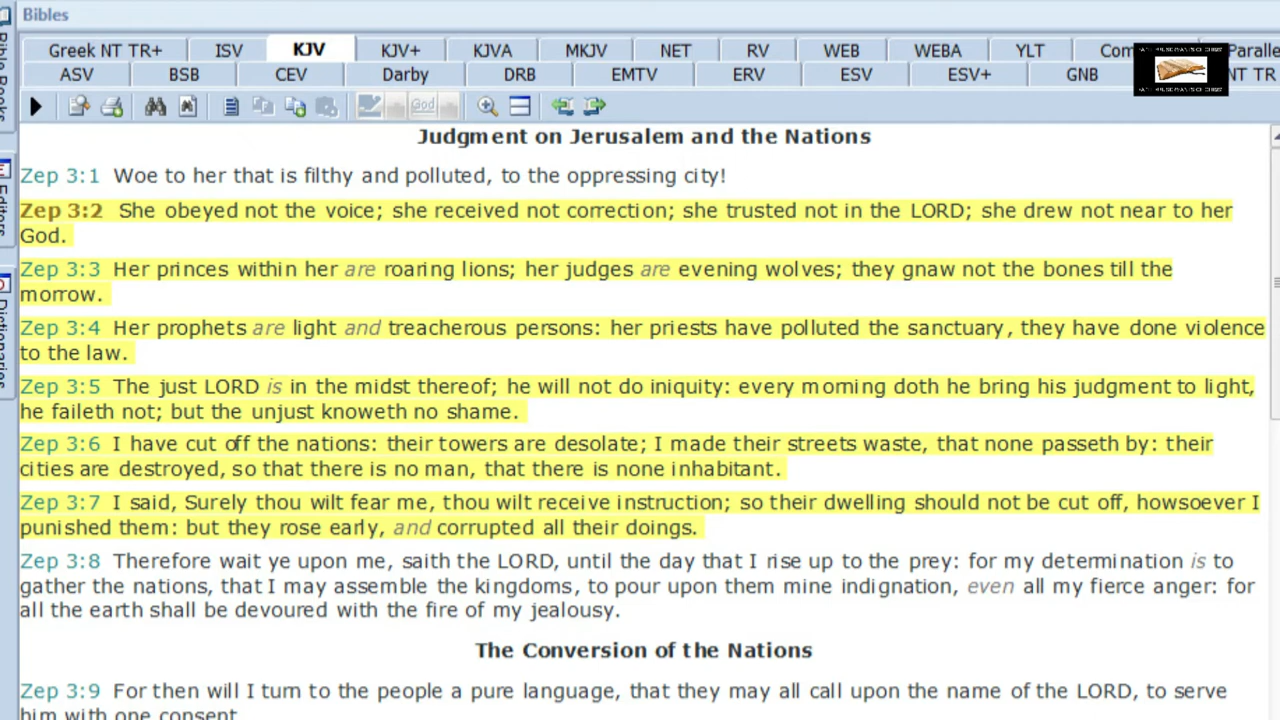 Bibles
Greek NT TR+ ISV KJV KJV+ KJVA MKJV NET RV WEB WEBA YLT Com Paralle
ASV BSB CEV Darby DRB EMTV ERV ESV ESV+ GNB NT TR
Bible Books
Editors
Dictionaries
God
Judgment on Jerusalem and the Nations
Zep 3:1 Woe to her that is filthy and polluted, to the oppressing city!
Zep 3:2 She obeyed not the voice; she received not correction; she trusted not in the LORD; she drew not near to her
God.
Zep 3:3 Her princes within her are roaring lions; her judges are evening wolves; they gnaw not the bones till the
morrow.
Zep 3:4 Her prophets are light and treacherous persons: her priests have polluted the sanctuary, they have done violence
to the law.
Zep 3:5 The just LORD is in the midst thereof; he will not do iniquity: every morning doth he bring his judgment to light,
he faileth not; but the unjust knoweth no shame.
Zep 3:6 I have cut off the nations: their towers are desolate; I made their streets waste, that none passeth by: their
cities are destroyed, so that there is no man, that there is none inhabitant.
Zep 3:7 I said, Surely thou wilt fear me, thou wilt receive instruction; so their dwelling should not be cut off, howsoever I
punished them: but they rose early, and corrupted all their doings.
Zep 3:8 Therefore wait ye upon me, saith the LORD, until the day that I rise up to the prey: for my determination is to
gather the nations, that I may assemble the kingdoms, to pour upon them mine indignation, even all my fierce anger: for
all the earth shall be devoured with the fire of my jealousy.
The Conversion of the Nations
Zep 3:9 For then will I turn to the people a pure language, that they may all call upon the name of the LORD, to serve
him with one consent